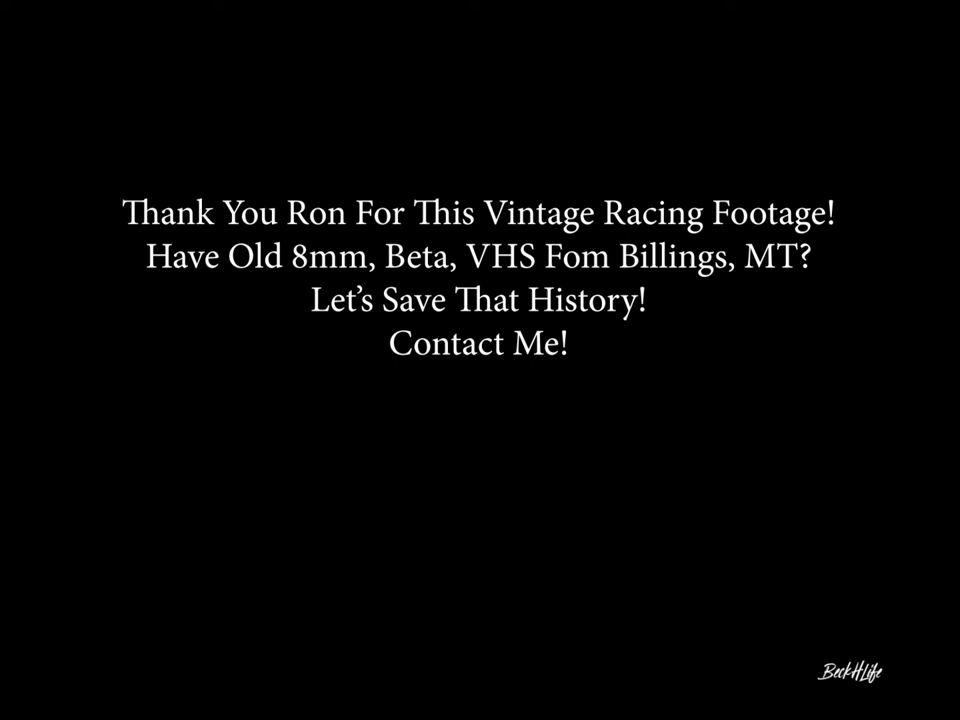 Thank You Ron For This Vintage Racing Footage!
Have Old 8mm, Beta, VHS Fom Billings, MT?
Let’s Save That History!
Contact Me!
BeckHLife